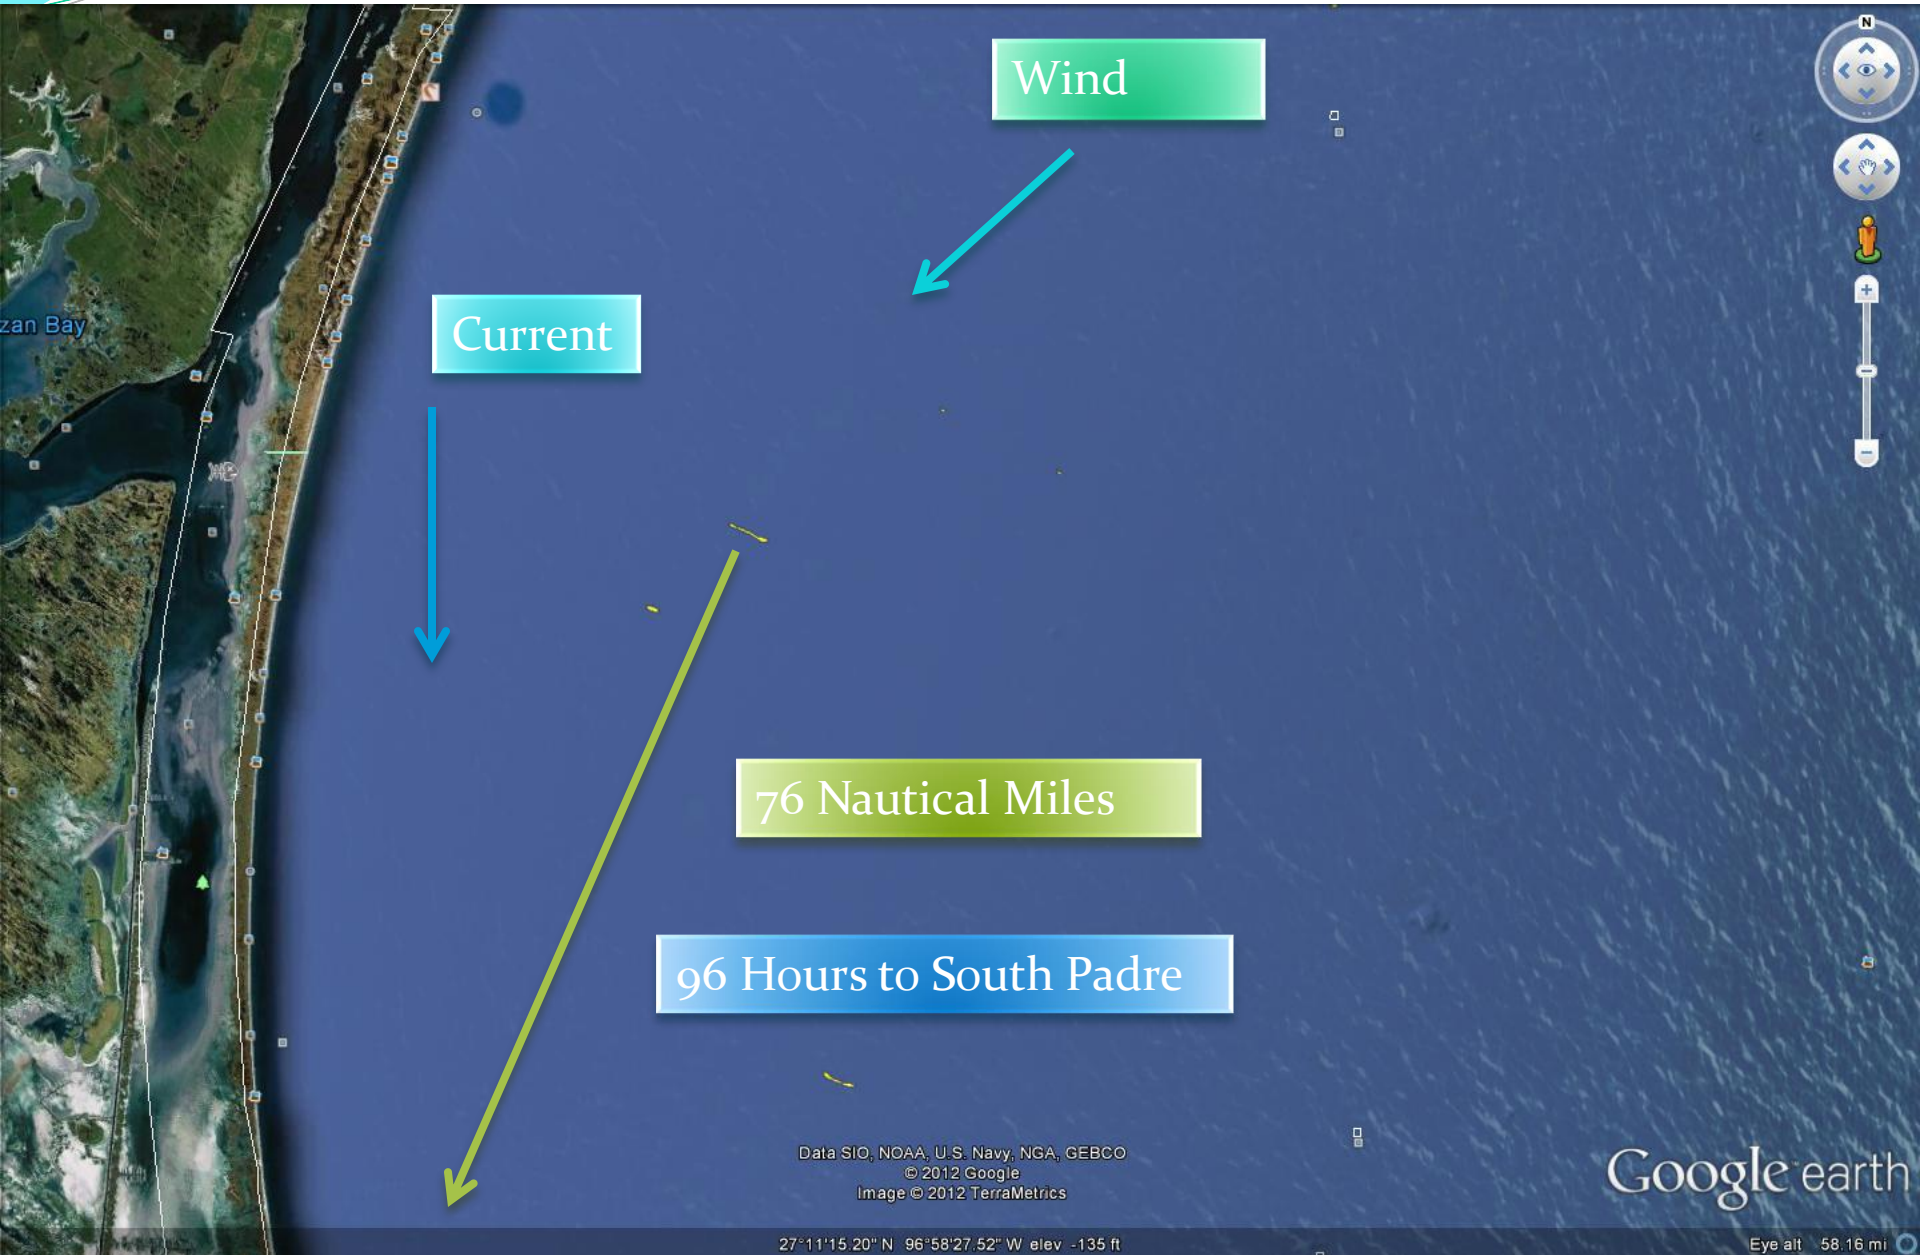 N
Wind
Current
zan Bay
76 Nautical Miles
96 Hours to South Padre
Data SIO, NOAA, U.S. Navy, NGA, GEBCO
© 2012 Google
Image © 2012 TerraMetrics
Google earth
27°11'15.20" N 96°58'27.52" W elev -135 ft
Eye alt 58.16 mi